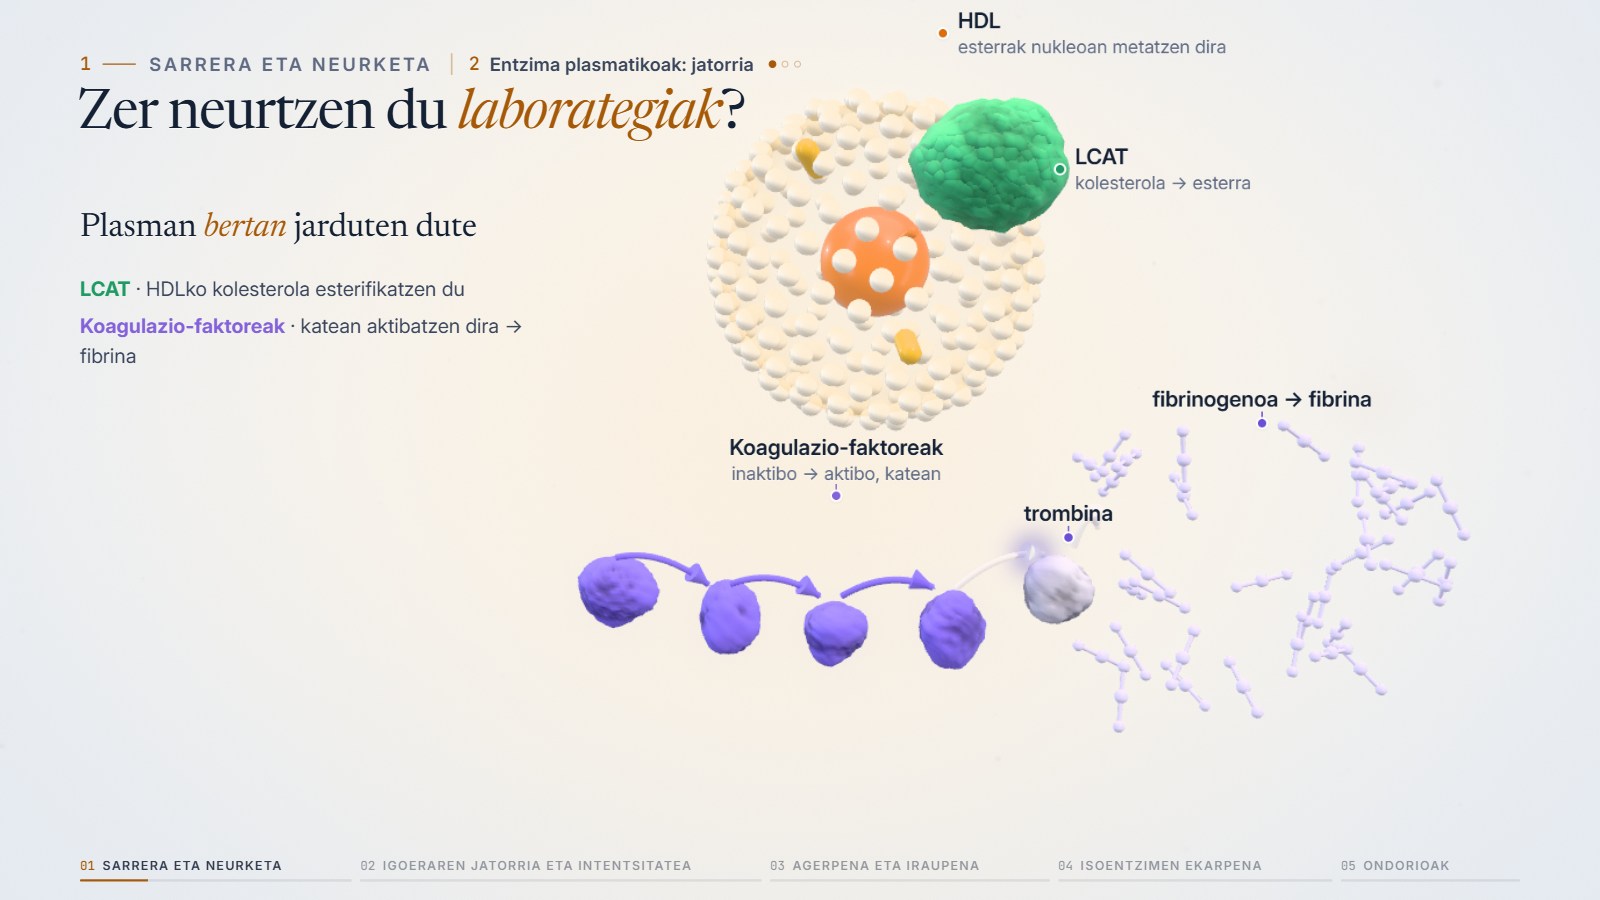 1 — SARRERA ETA NEURKETA | 2 Entzima plasmatikoak: jatorria
Zer neurtzen du laborategiak?
HDL
esterrak nukleoan metatzen dira
LCAT
kolesterola → esterra
Plasman bertan jarduten dute
LCAT · HDLko kolesterola esterifikatzen du
Koagulazio-faktoreak · katean aktibatzen dira →
fibrina
fibrinogenoa → fibrina
Koagulazio-faktoreak
inaktibo → aktibo, katean
trombina
01 SARRERA ETA NEURKETA
02 IGOERAREN JATORRIA ETA INTENTSITATEA
03 AGERPENA ETA IRAUPENA
04 ISOENTZIMEN EKARPENA
05 ONDORIOAK